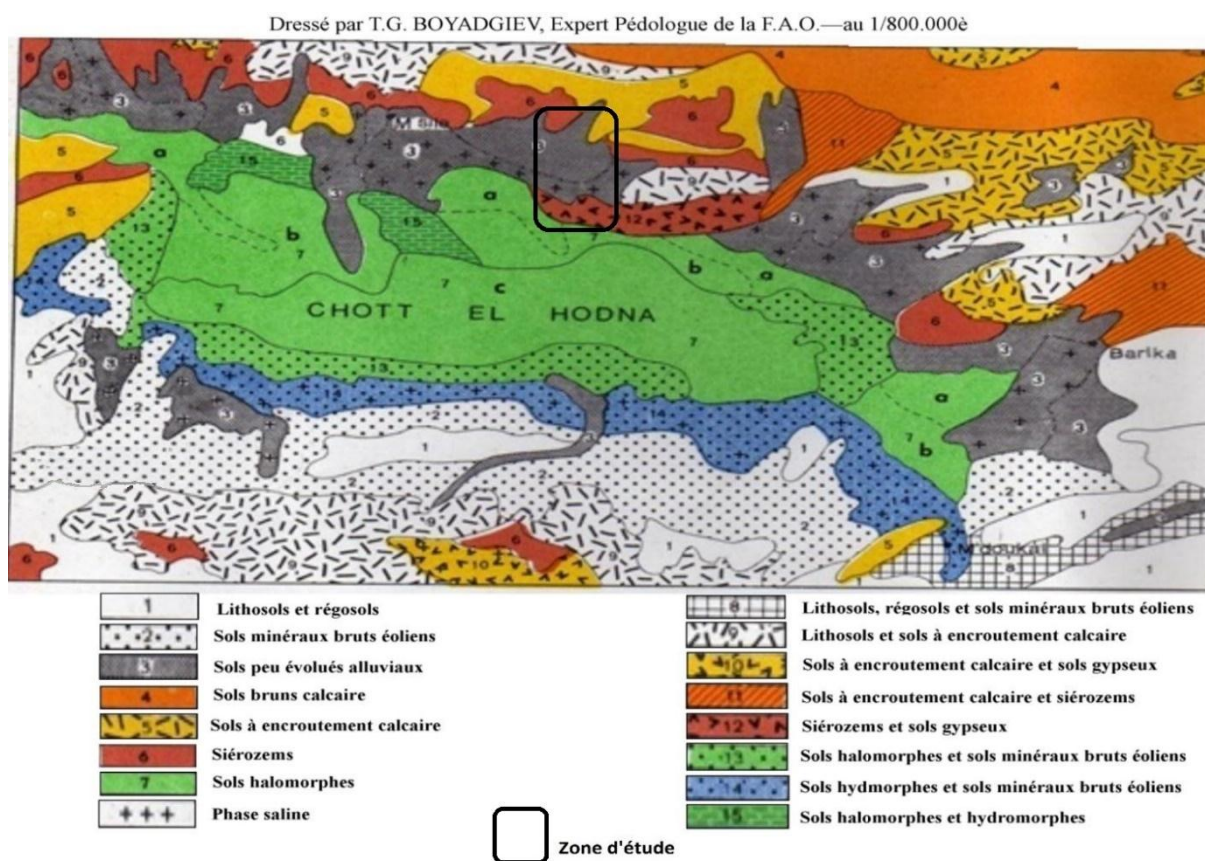 Dressé par T.G. BOYADGIEV, Expert Pédologue de la F.A.O.—au 1/800.000è
CHOTT EL HODNA
Barika
M'doukal
1 Lithosols et régosols
2 Sols minéraux bruts éoliens
3 Sols peu évolués alluviaux
4 Sols bruns calcaire
5 Sols à encroutement calcaire
6 Siérozems
7 Sols halomorphes
+++ Phase saline
8 Lithosols, régosols et sols minéraux bruts éoliens
9 Lithosols et sols à encroutement calcaire
10 Sols à encroutement calcaire et sols gypseux
11 Sols à encroutement calcaire et siérozems
12 Siérozems et sols gypseux
13 Sols halomorphes et sols minéraux bruts éoliens
14 Sols hydmorphes et sols minéraux bruts éoliens
15 Sols halomorphes et hydromorphes
Zone d'étude